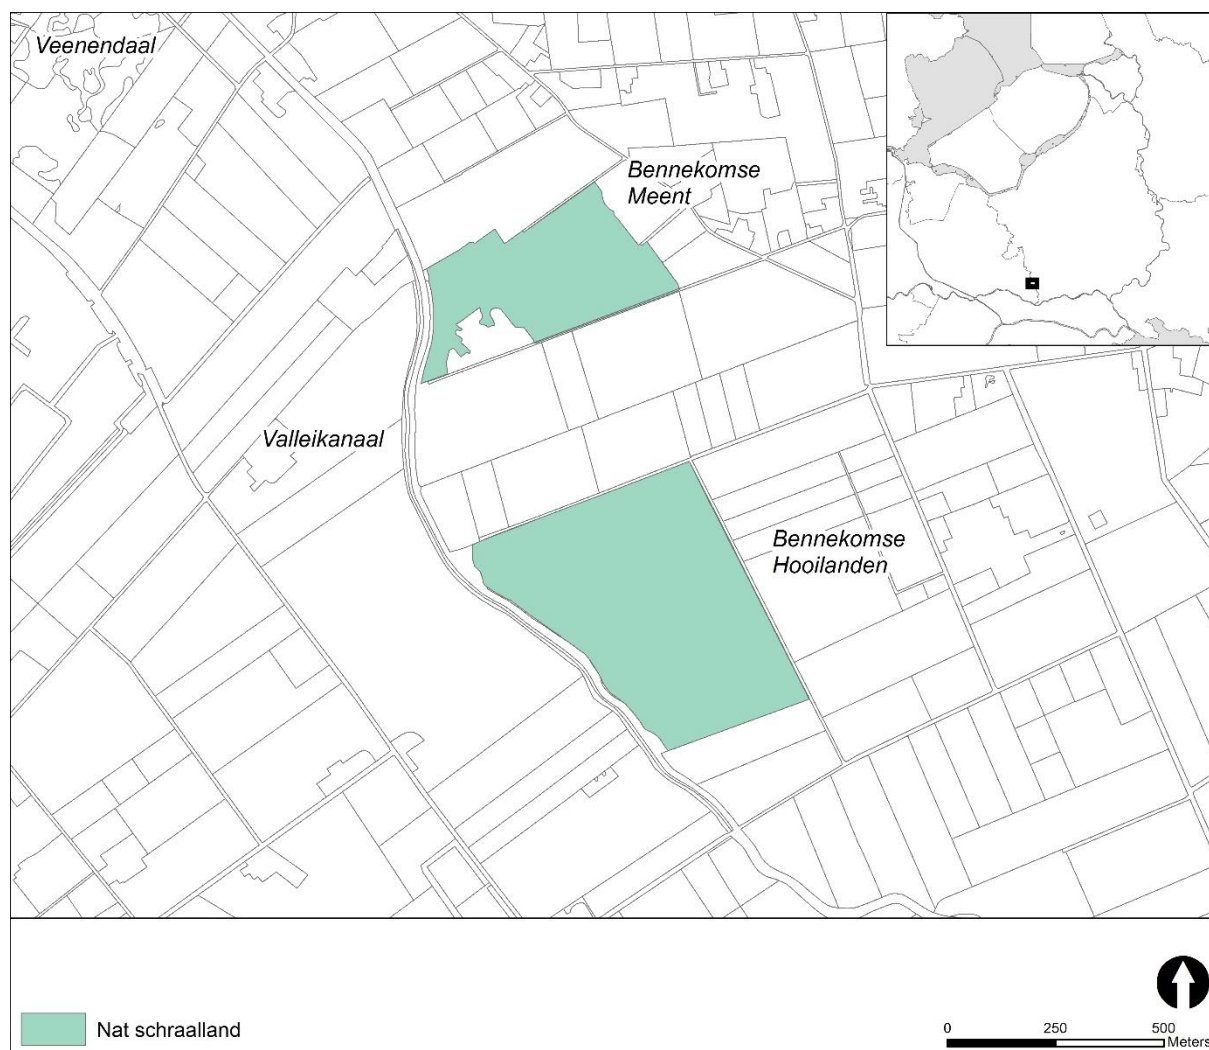 Veenendaal
Bennekomse
Meent
Valleikanaal
Bennekomse
Hooilanden
Nat schraalland
0 250 500
Meters